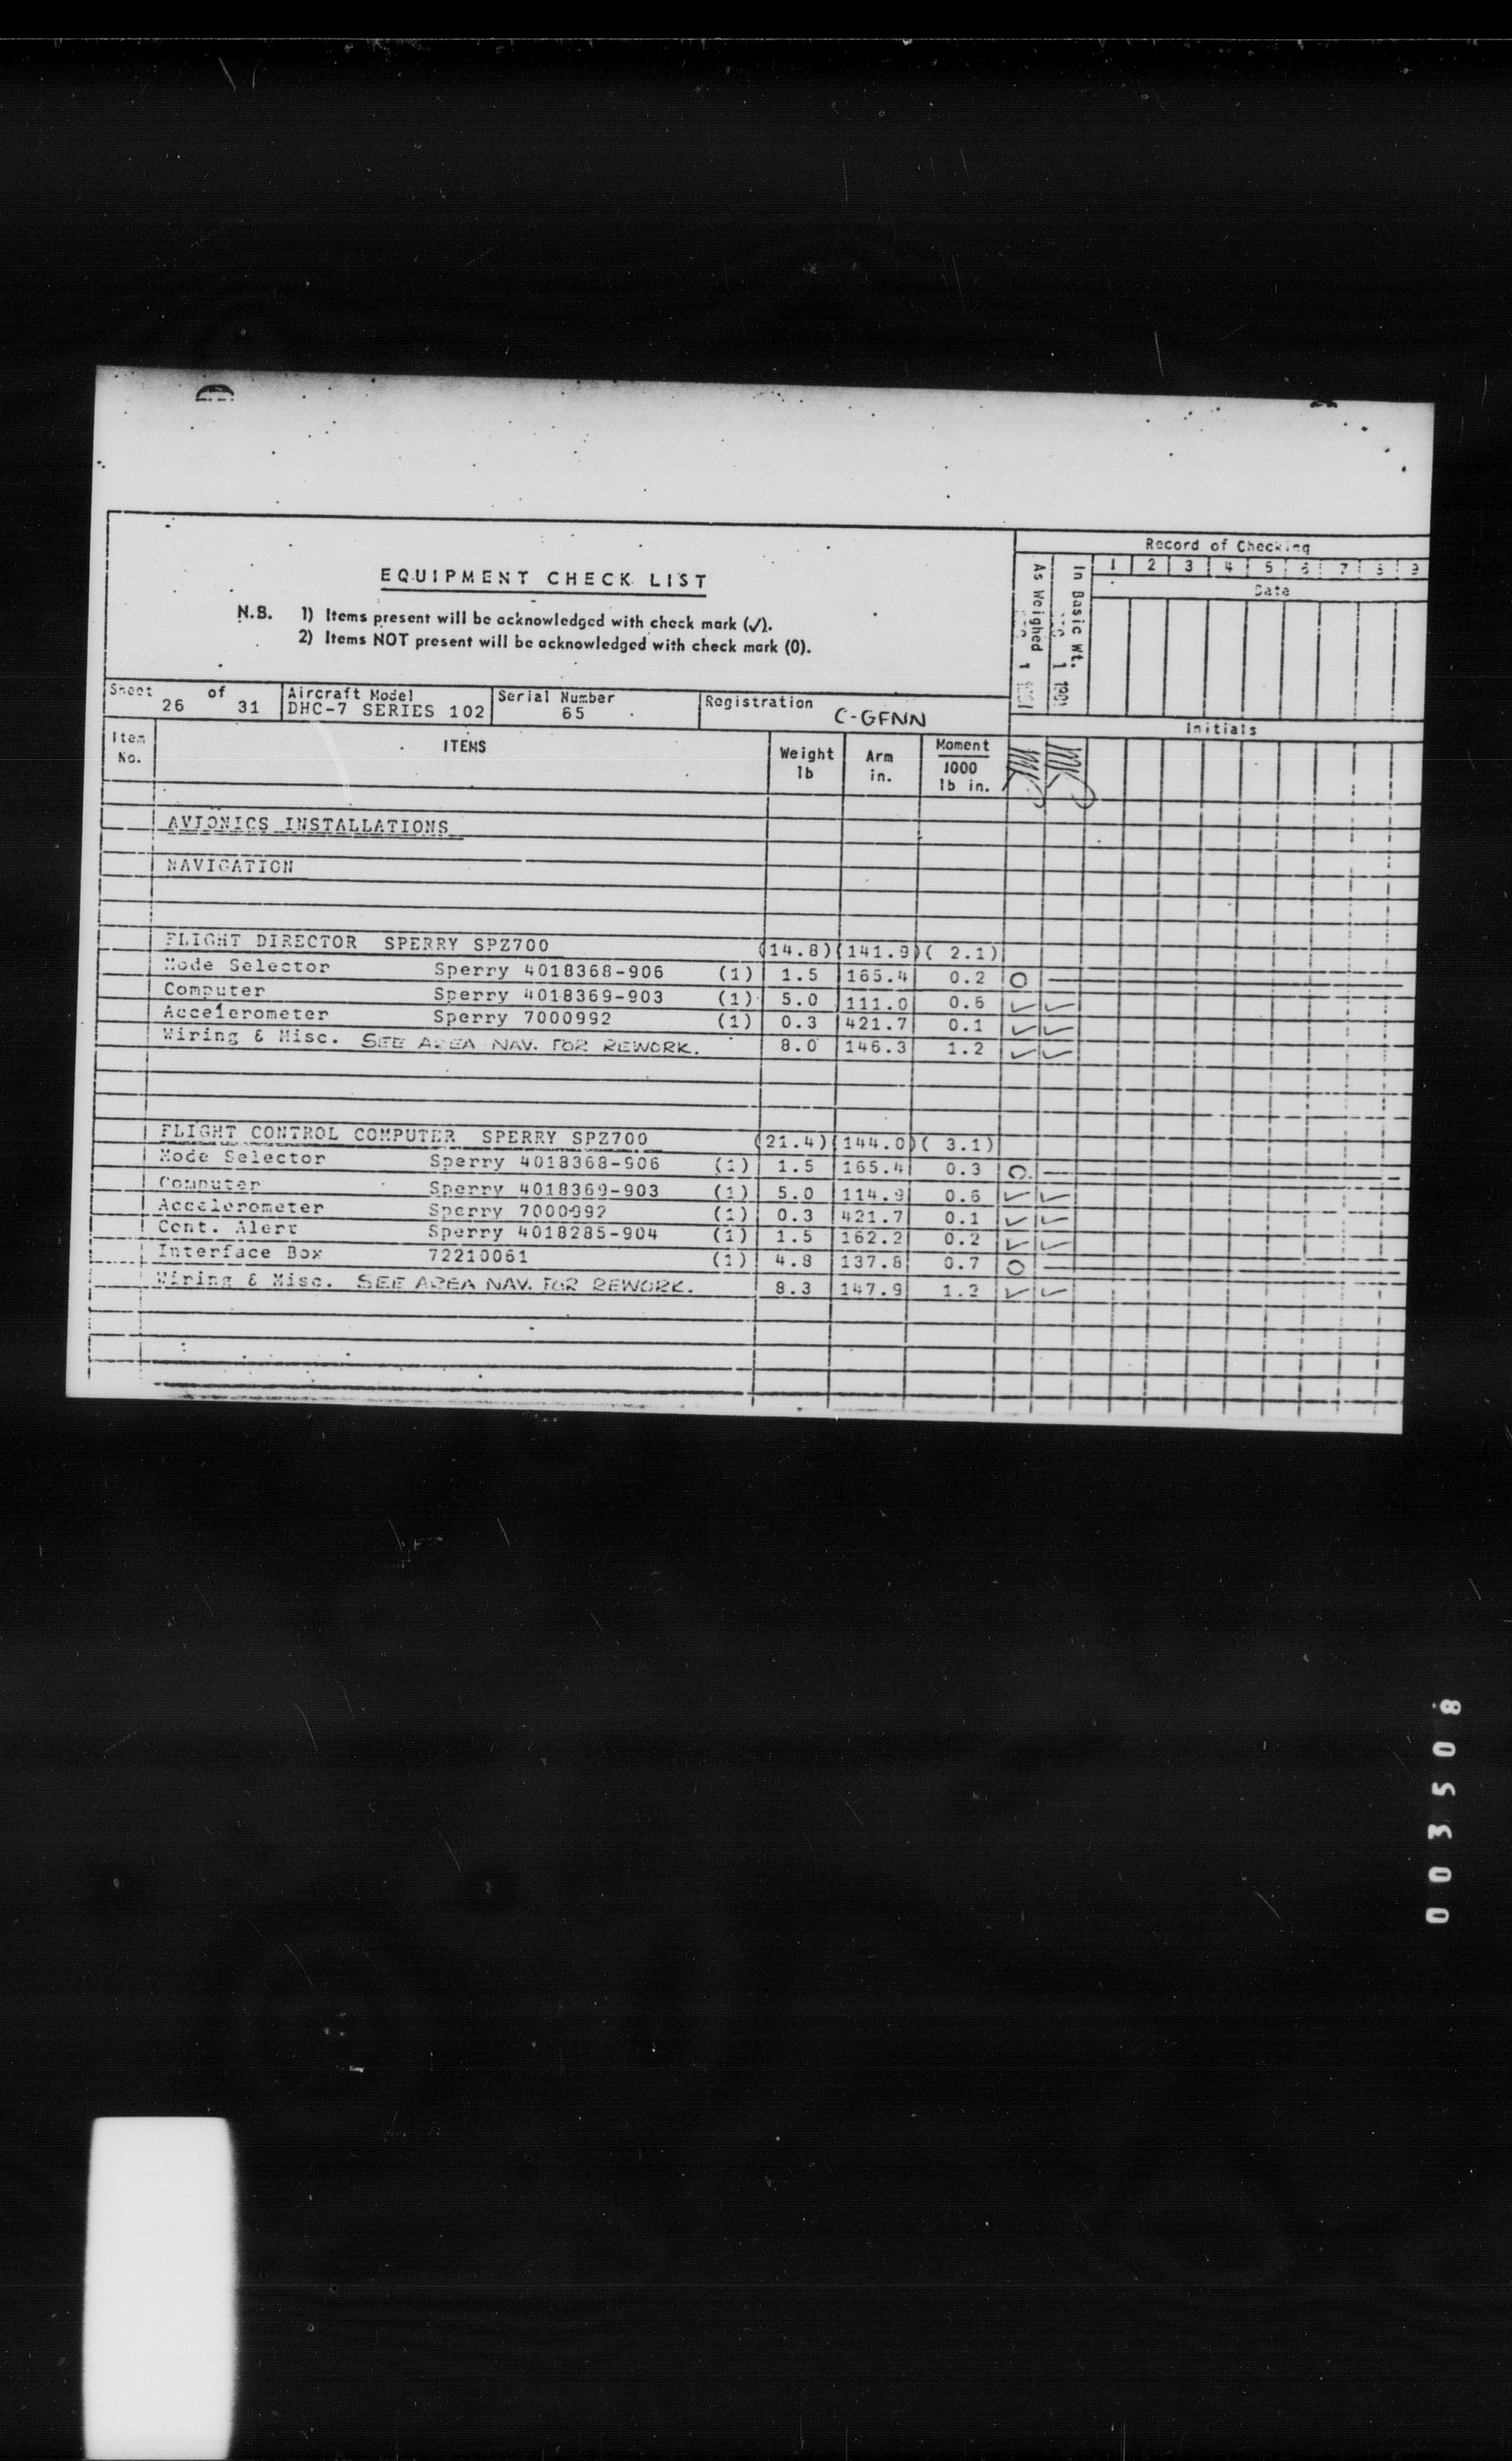 Record of Checking
As Weighed
In Basic Wt. 1 1981
1 2 3 4 5 6 7 8 9
Date
EQUIPMENT CHECK LIST
N.B. 1) Items present will be acknowledged with check mark (✓).
2) Items NOT present will be acknowledged with check mark (0).
Sheet 26 of 31 Aircraft Model DHC-7 SERIES 102 Serial Number 65 Registration C-GFNN
Initials
Item No. ITEMS Weight lb Arm in. Moment 1000 lb in.
AVIONICS INSTALLATIONS
NAVIGATION
FLIGHT DIRECTOR SPERRY SPZ700 (14.8) (141.9) ( 2.1)
Mode Selector Sperry 4018368-906 (1) 1.5 165.4 0.2 O
Computer Sperry 4018369-903 (1) 5.0 111.0 0.6 ✓ ✓
Accelerometer Sperry 7000992 (1) 0.3 421.7 0.1 ✓ ✓
Wiring & Misc. SEE AREA NAV. FOR REWORK. 8.0 146.3 1.2 ✓ ✓
FLIGHT CONTROL COMPUTER SPERRY SPZ700 (21.4) (144.0) ( 3.1)
Mode Selector Sperry 4018368-906 (1) 1.5 165.4 0.3 O
Computer Sperry 4018369-903 (1) 5.0 114.9 0.6 ✓ ✓
Accelerometer Sperry 7000992 (1) 0.3 421.7 0.1 ✓ ✓
Cont. Alert Sperry 4018285-904 (1) 1.5 162.2 0.2 ✓ ✓
Interface Box 72210061 (1) 4.8 137.8 0.7 O
Wiring & Misc. SEE AREA NAV. FOR REWORK. 8.3 147.9 1.2 ✓ ✓
003508